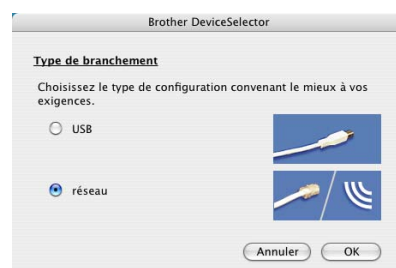 Brother DeviceSelector
Type de branchement
Choisissez le type de configuration convenant le mieux à vos
exigences.
USB
réseau
Annuler
OK